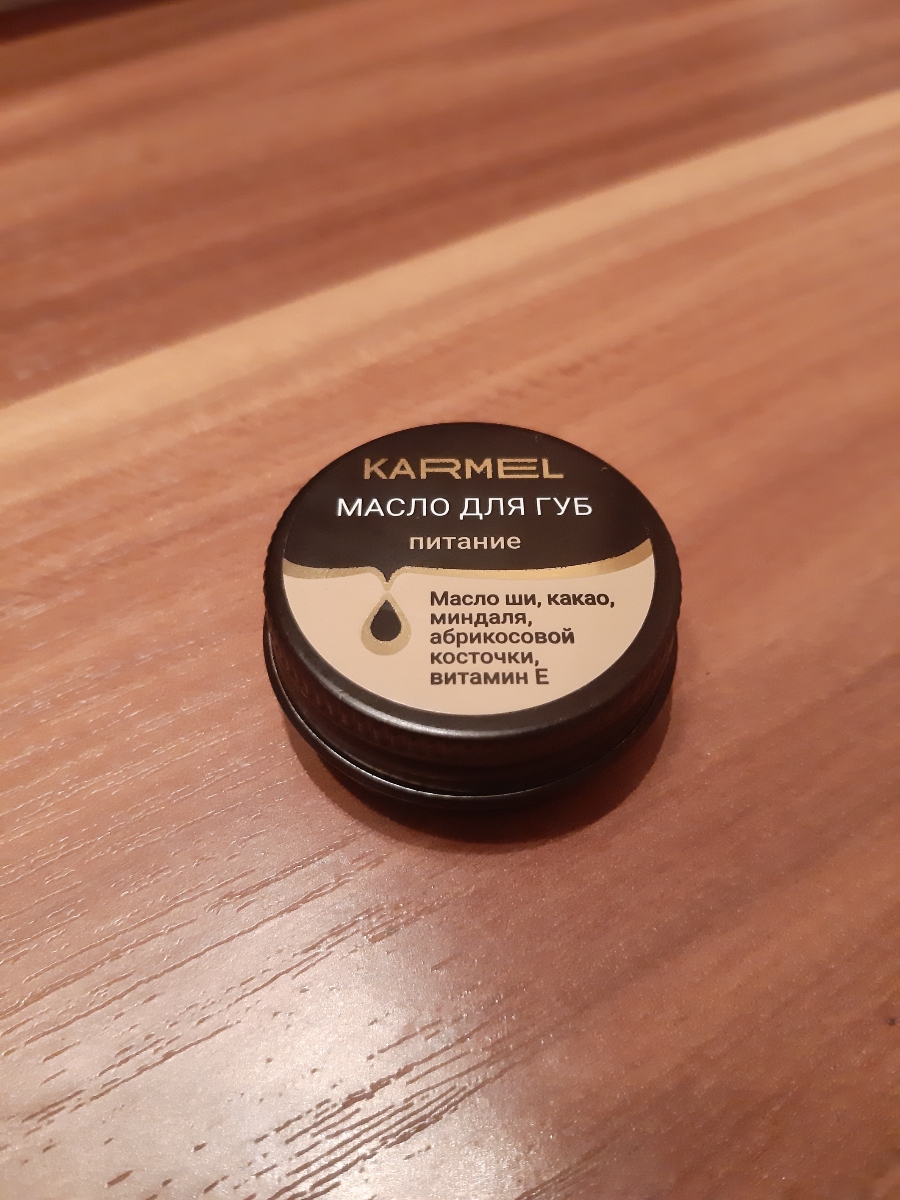 KARMEL
МАСЛО ДЛЯ ГУБ
питание
Масло ши, какао,
миндаля,
абрикосовой
косточки,
витамин Е